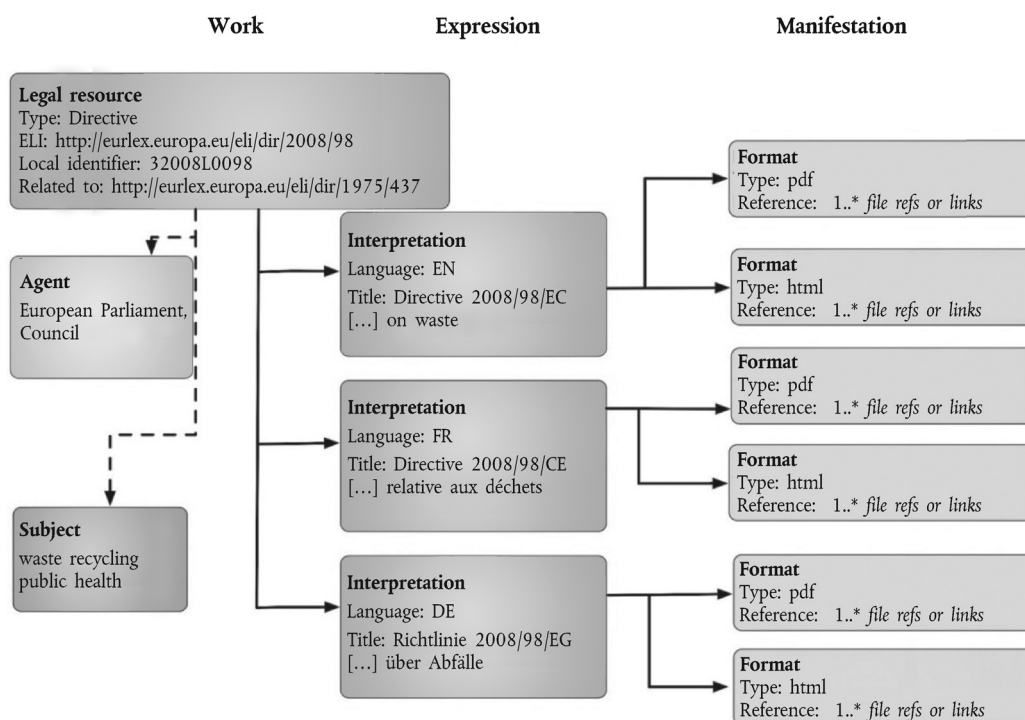 Work
Expression
Manifestation
Legal resource
Type: Directive
ELI: http://eurlex.europa.eu/eli/dir/2008/98
Local identifier: 32008L0098
Related to: http://eurlex.europa.eu/eli/dir/1975/437
Agent
European Parliament,
Council
Subject
waste recycling
public health
Interpretation
Language: EN
Title: Directive 2008/98/EC
[...] on waste
Interpretation
Language: FR
Title: Directive 2008/98/CE
[...] relative aux déchets
Interpretation
Language: DE
Title: Richtlinie 2008/98/EG
[...] über Abfälle
Format
Type: pdf
Reference: 1..* file refs or links
Format
Type: html
Reference: 1..* file refs or links
Format
Type: pdf
Reference: 1..* file refs or links
Format
Type: html
Reference: 1..* file refs or links
Format
Type: pdf
Reference: 1..* file refs or links
Format
Type: html
Reference: 1..* file refs or links